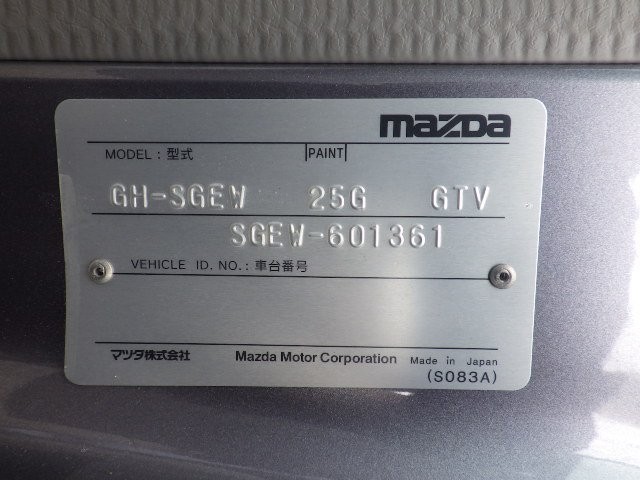 mazda
MODEL : 型式 PAINT
GH-SGEW 25G GTV
SGEW-601361
VEHICLE ID. NO. : 車台番号
マツダ株式会社 Mazda Motor Corporation Made in Japan
(S083A)